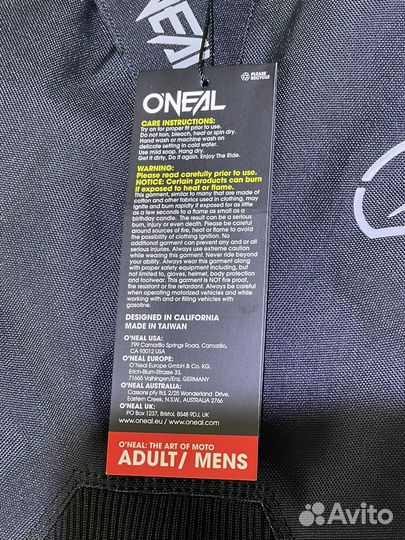 O'NEAL
PLEASE
RECYCLE
O'NEAL
CARE INSTRUCTIONS:
Try on for proper fit prior to use.
Do not iron, bleach, heat or spin dry.
Hand wash or machine wash on
delicate setting in cold water.
Use mild soap. Hang dry.
Get it dirty, Do it again. Enjoy The Ride.
WARNING:
Please read carefully prior to use.
NOTICE: Certain products can burn
if exposed to heat or flame.
This garment, similar to many that are made of
cotton and other fabrics used in clothing, may
ignite and burn rapidly if exposed for as little
as a few seconds to a flame as small as a
birthday candle. The result can be a serious
burn, injury or even death. Please be careful
around sources of fire, heat or flame to avoid
the possibility of clothing ignition. No
additional garment can prevent any or all
serious injuries. Always use extreme caution
while wearing this garment. Never ride beyond
your ability. Always wear this garment along
with proper safety equipment including, but
not limited to, gloves, helmet, body protection
and footwear. This garment is NOT fire proof,
fire resistant or fire retardant. Always be careful
when operating motorized vehicles and while
working with and or filling vehicles with
gasoline.
DESIGNED IN CALIFORNIA
MADE IN TAIWAN
O'NEAL USA:
799 Camarillo Springs Road, Camarillo,
CA 93012 USA
O'NEAL EUROPE:
O'Neal Europe GmbH & Co. KG,
Erich-Blum-Strasse 33,
71665 Vaihingen/Enz, GERMANY
O'NEAL AUSTRALIA:
Cassons pty ltd, 2/25 Wonderland Drive,
Eastern Creek, N.S.W., AUSTRALIA 2766
O'NEAL UK:
PO Box 1237, Bristol, BS48 9DJ, UK
www.oneal.eu / www.oneal.com
O'NEAL: THE ART OF MOTO
ADULT/ MENS
Avito